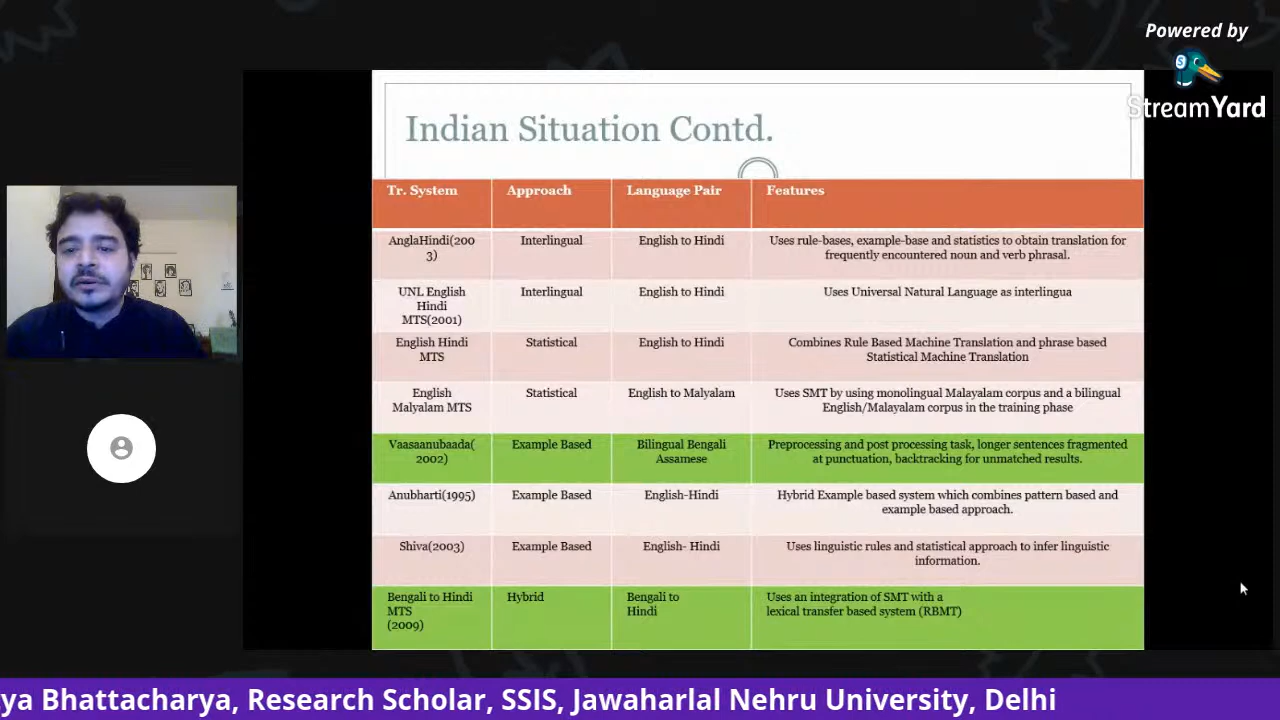 Powered by
StreamYard
Indian Situation Contd.
Tr. System
Approach
Language Pair
Features
AnglaHindi(200
3)
Interlingual
English to Hindi
Uses rule-bases, example-base and statistics to obtain translation for
frequently encountered noun and verb phrasal.
UNL English
Hindi
MTS(2001)
Interlingual
English to Hindi
Uses Universal Natural Language as interlingua
English Hindi
MTS
Statistical
English to Hindi
Combines Rule Based Machine Translation and phrase based
Statistical Machine Translation
English
Malyalam MTS
Statistical
English to Malyalam
Uses SMT by using monolingual Malayalam corpus and a bilingual
English/Malayalam corpus in the training phase
Vaasaanubaada(
2002)
Example Based
Bilingual Bengali
Assamese
Preprocessing and post processing task, longer sentences fragmented
at punctuation, backtracking for unmatched results.
Anubharti(1995)
Example Based
English-Hindi
Hybrid Example based system which combines pattern based and
example based approach.
Shiva(2003)
Example Based
English- Hindi
Uses linguistic rules and statistical approach to infer linguistic
information.
Bengali to Hindi
MTS
(2009)
Hybrid
Bengali to
Hindi
Uses an integration of SMT with a
lexical transfer based system (RBMT)
ya Bhattacharya, Research Scholar, SSIS, Jawaharlal Nehru University, Delhi